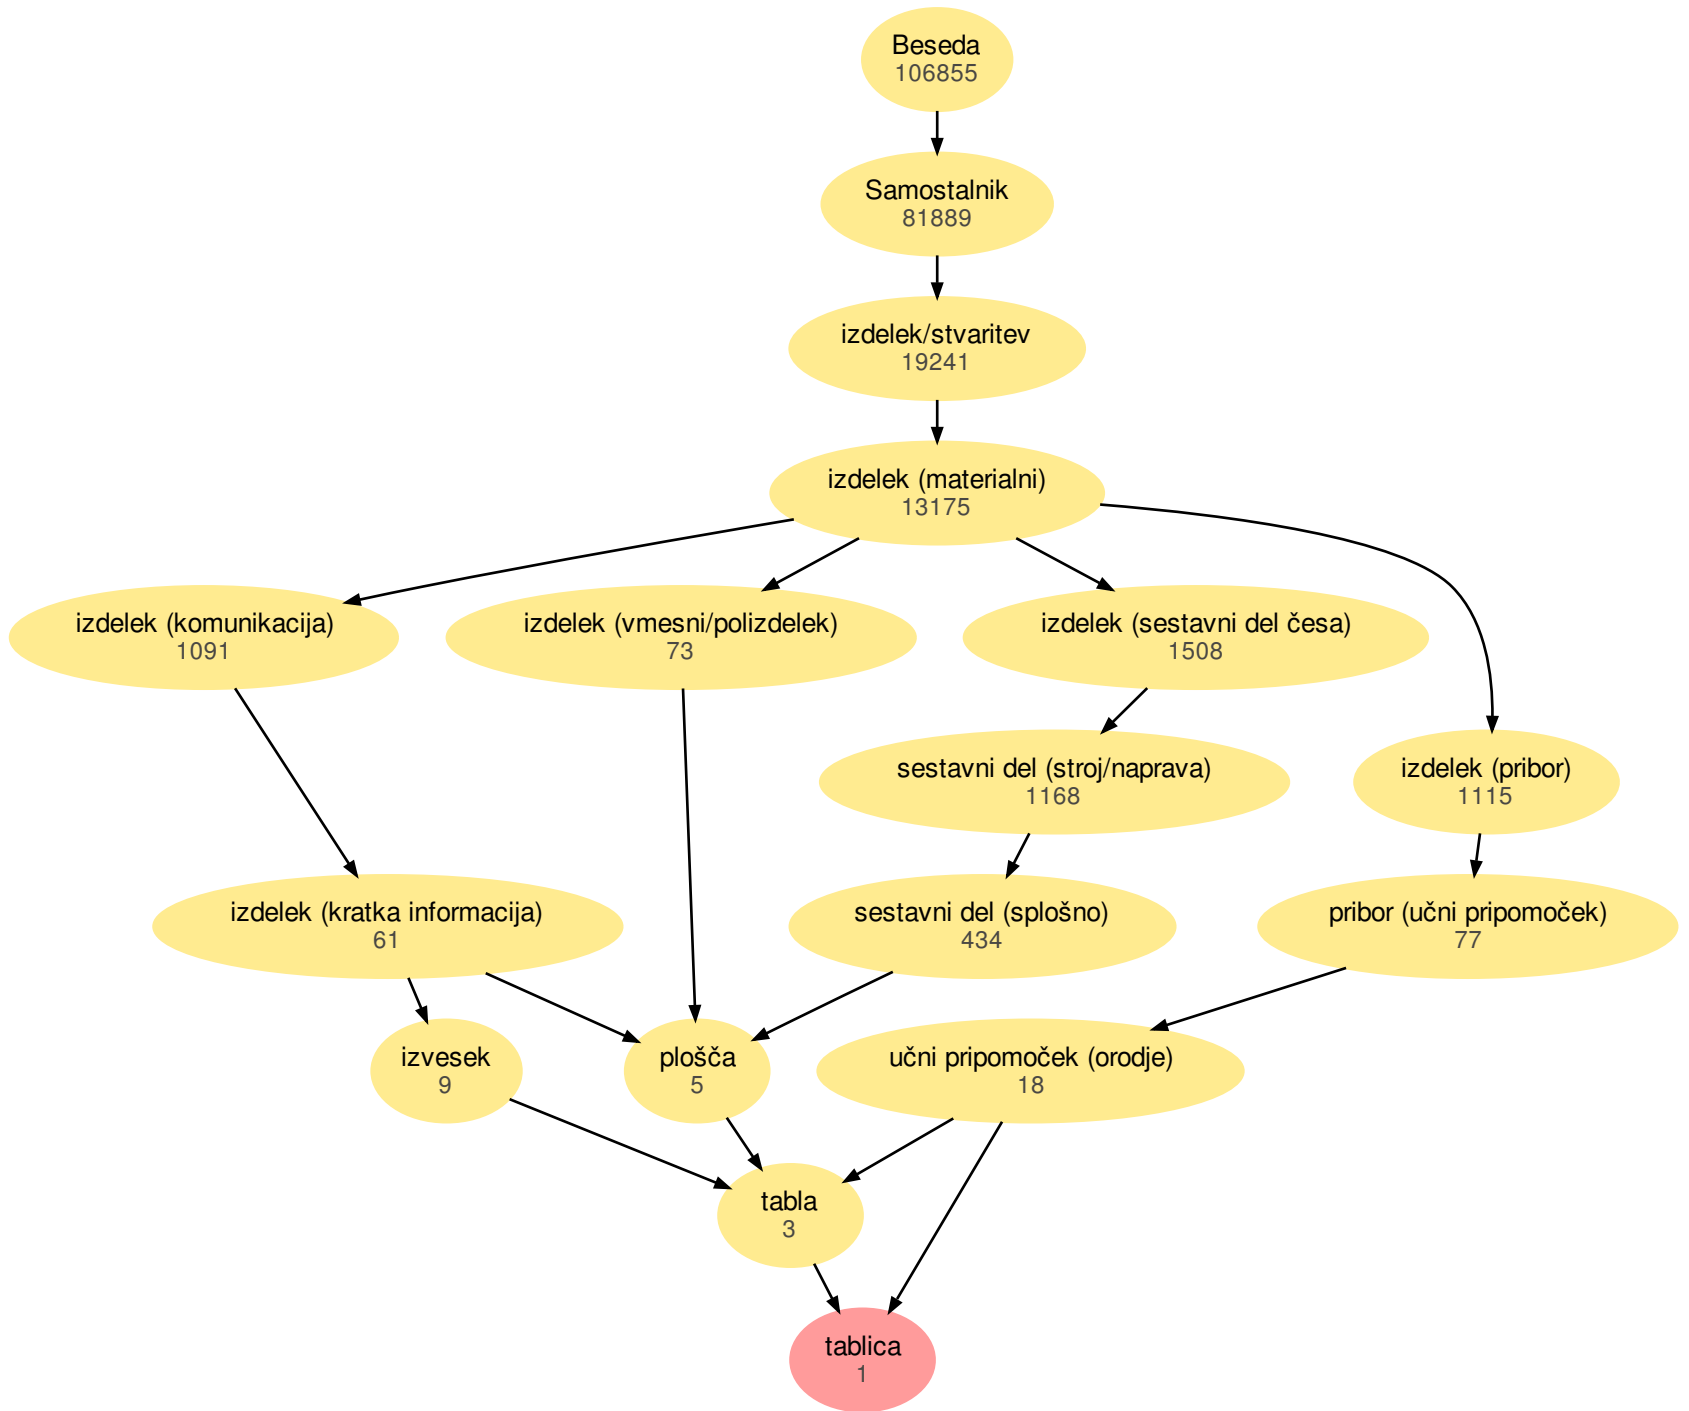 Beseda
106855
Samostalnik
81889
izdelek/stvaritev
19241
izdelek (materialni)
13175
izdelek (komunikacija)
1091
izdelek (vmesni/polizdelek)
73
izdelek (sestavni del česa)
1508
sestavni del (stroj/naprava)
1168
izdelek (pribor)
1115
izdelek (kratka informacija)
61
sestavni del (splošno)
434
pribor (učni pripomoček)
77
izvesek
9
plošča
5
učni pripomoček (orodje)
18
tabla
3
tablica
1